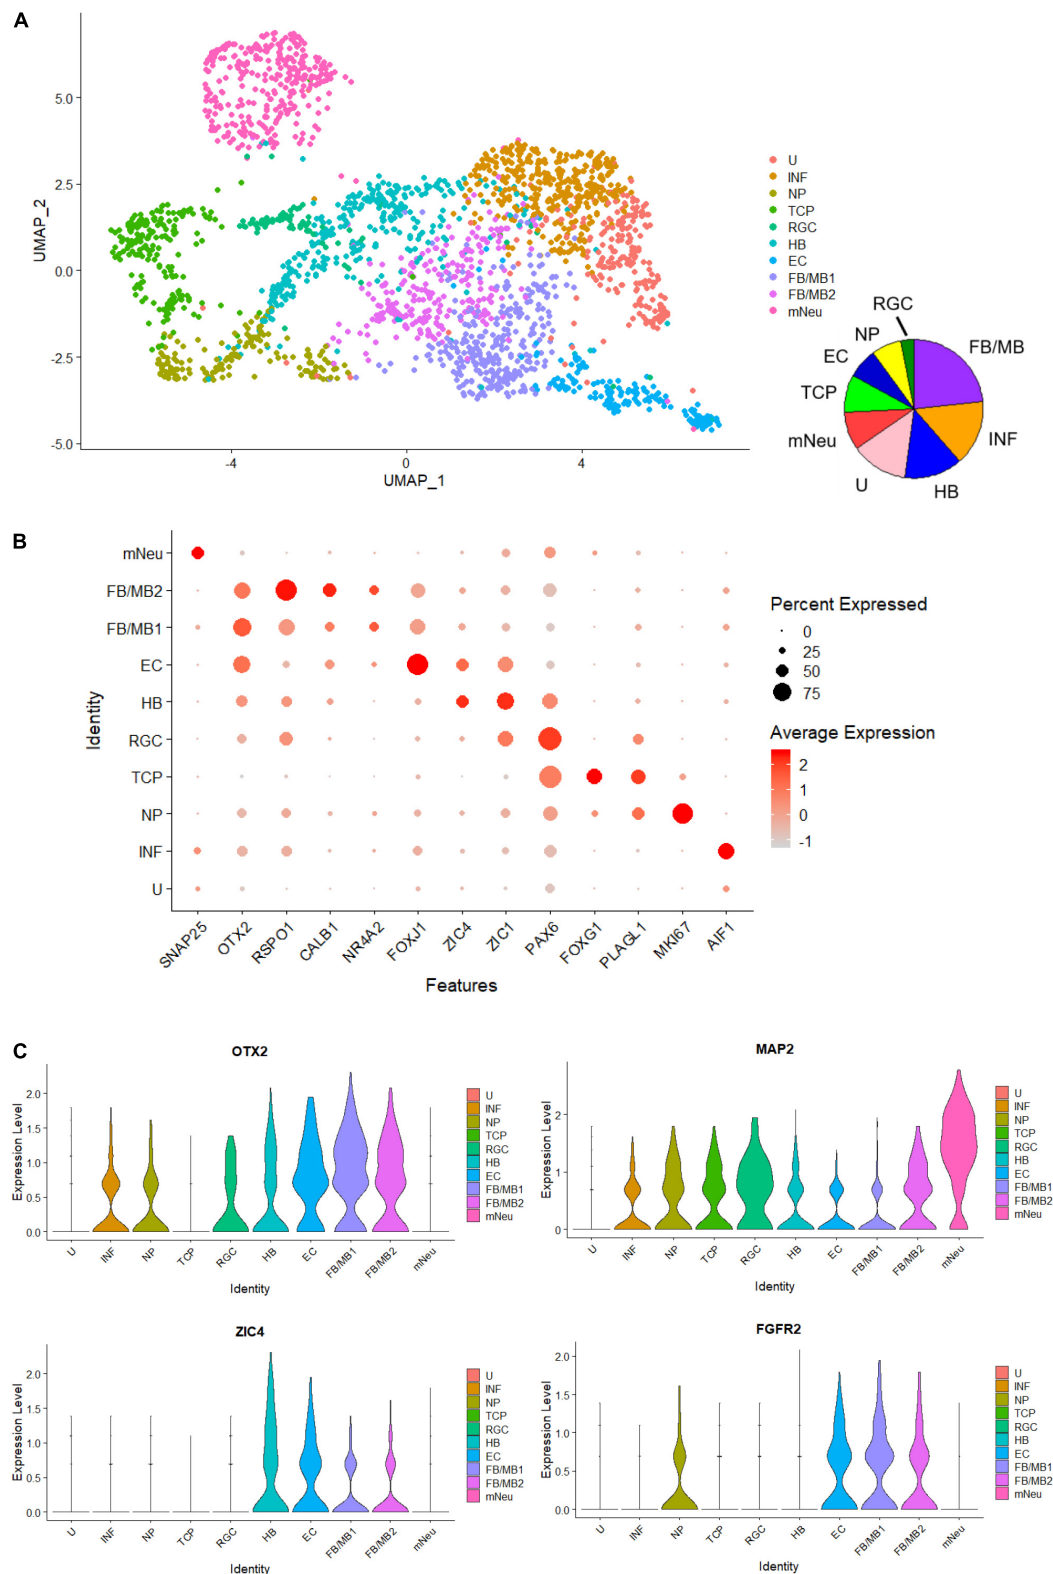 A
UMAP_2
5.0
2.5
0.0
-2.5
-5.0
-4
0
4
UMAP_1
U
INF
NP
TCP
RGC
HB
EC
FB/MB1
FB/MB2
mNeu
RGC
NP
FB/MB
EC
TCP
INF
mNeu
U
HB
B
Identity
mNeu
FB/MB2
FB/MB1
EC
HB
RGC
TCP
NP
INF
U
SNAP25
OTX2
RSPO1
CALB1
NR4A2
FOXJ1
ZIC4
ZIC1
PAX6
FOXG1
PLAGL1
MKI67
AIF1
Features
Percent Expressed
0
25
50
75
Average Expression
2
1
0
-1
C
OTX2
Expression Level
2.0
1.5
1.0
0.5
0.0
U
INF
NP
TCP
RGC
HB
EC
FB/MB1
FB/MB2
mNeu
Identity
U
INF
NP
TCP
RGC
HB
EC
FB/MB1
FB/MB2
mNeu
MAP2
Expression Level
2
1
0
U
INF
NP
TCP
RGC
HB
EC
FB/MB1
FB/MB2
mNeu
Identity
U
INF
NP
TCP
RGC
HB
EC
FB/MB1
FB/MB2
mNeu
ZIC4
Expression Level
2.0
1.5
1.0
0.5
0.0
U
INF
NP
TCP
RGC
HB
EC
FB/MB1
FB/MB2
mNeu
Identity
U
INF
NP
TCP
RGC
HB
EC
FB/MB1
FB/MB2
mNeu
FGFR2
Expression Level
2.0
1.5
1.0
0.5
0.0
U
INF
NP
TCP
RGC
HB
EC
FB/MB1
FB/MB2
mNeu
Identity
U
INF
NP
TCP
RGC
HB
EC
FB/MB1
FB/MB2
mNeu